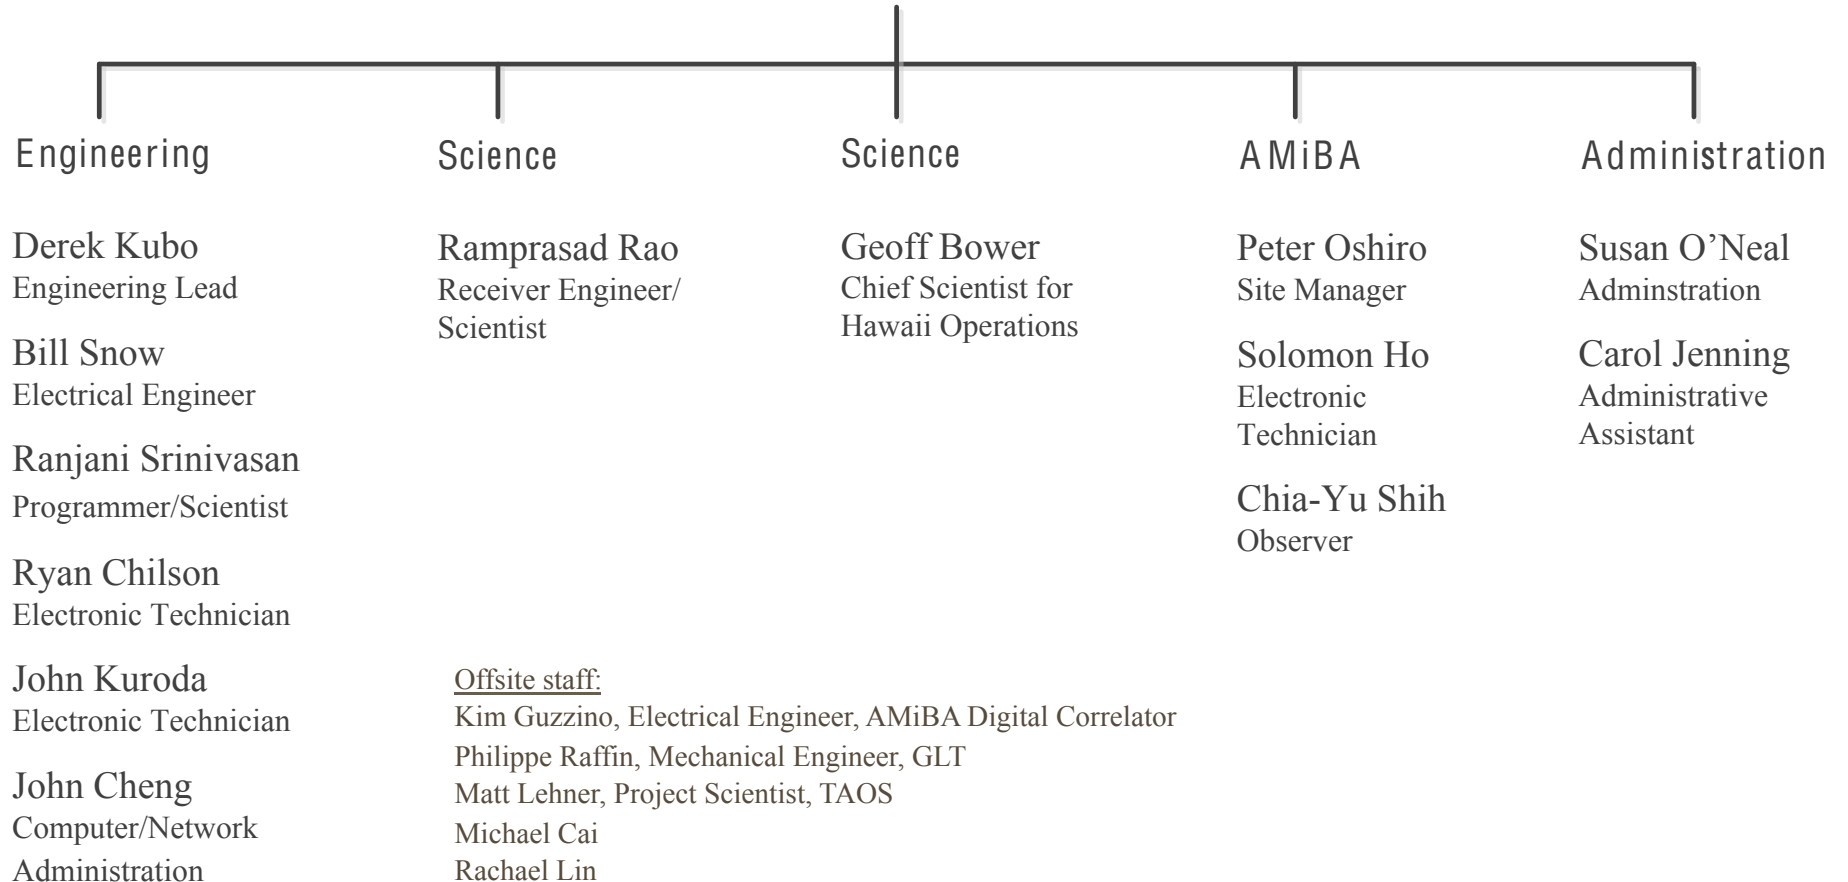 Engineering
Derek Kubo
Engineering Lead
Bill Snow
Electrical Engineer
Ranjani Srinivasan
Programmer/Scientist
Ryan Chilson
Electronic Technician
John Kuroda
Electronic Technician
John Cheng
Computer/Network
Administration
Science
Ramprasad Rao
Receiver Engineer/
Scientist
Science
Geoff Bower
Chief Scientist for
Hawaii Operations
AMiBA
Peter Oshiro
Site Manager
Solomon Ho
Electronic
Technician
Chia-Yu Shih
Observer
Administration
Susan O’Neal
Adminstration
Carol Jenning
Administrative
Assistant
Offsite staff:
Kim Guzzino, Electrical Engineer, AMiBA Digital Correlator
Philippe Raffin, Mechanical Engineer, GLT
Matt Lehner, Project Scientist, TAOS
Michael Cai
Rachael Lin